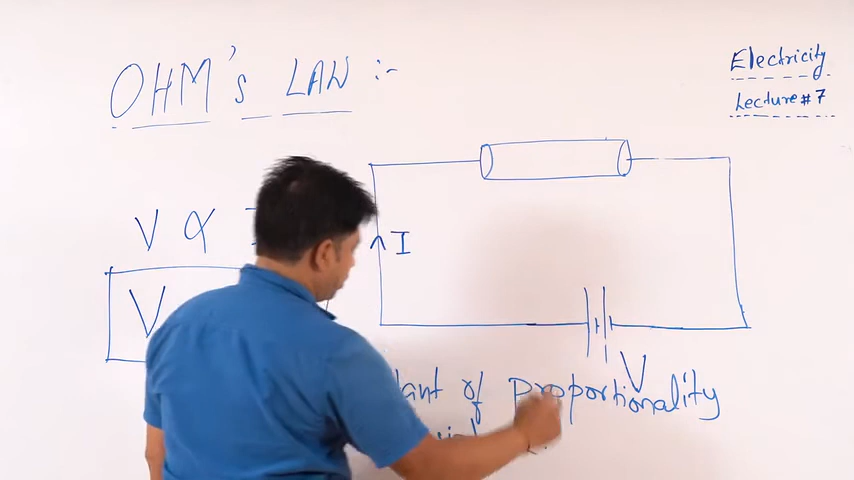 OHM's LAW :-
Electricity
Lecture #7
V ∝
I
V
V
of proportionality